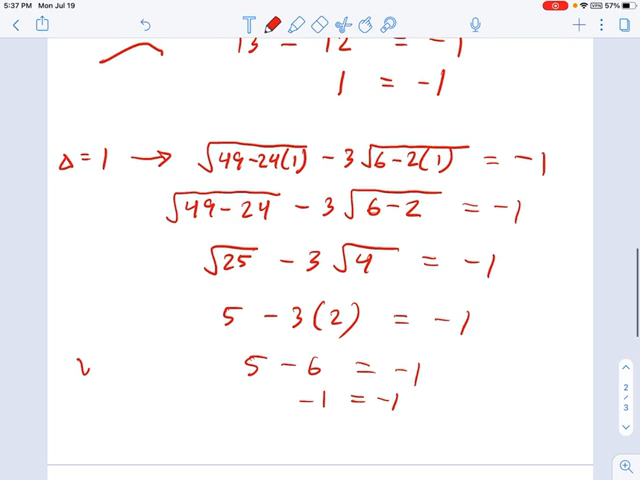 5:37 PM Mon Jul 19
57%
13 - 12 = -1
1 = -1
Δ = 1 → √(49-24(1)) - 3√(6-2(1)) = -1
√(49-24) - 3√(6-2) = -1
√25 - 3√4 = -1
5 - 3(2) = -1
5 - 6 = -1
-1 = -1
2
3